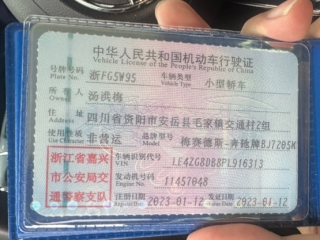 中华人民共和国机动车行驶证
Vehicle License of the People's Republic of China
号牌号码 Plate No. 浙FG5W95 车辆类型 Vehicle Type 小型轿车
所有人 Owner 汤洪梅
住址 Address 四川省资阳市安岳县毛家镇交通村2组
使用性质 Use Character 非营运 品牌型号 Model 梅赛德斯-奔驰牌BJ7205M
浙江省嘉兴市公安局交通警察支队
车辆识别代号 VIN LE4ZG8DB8PL916313
发动机号码 Engine No. 11457048
注册日期 2023-01-12 发证日期 2023-01-12